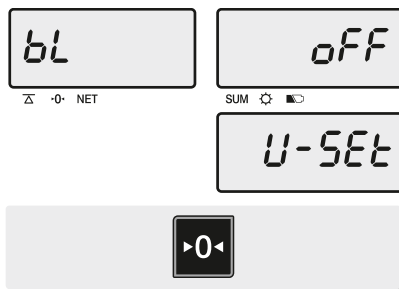 bL
oFF
·0· NET
SUM
U-SEt
▸0◂